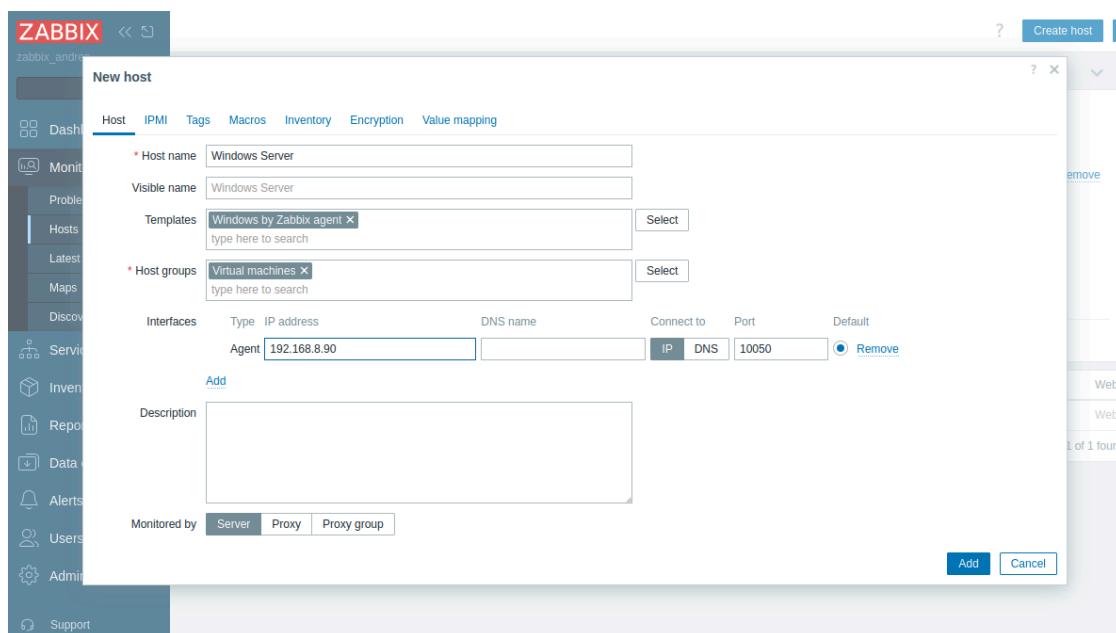 ZABBIX
? Create host
zabbix_andre
New host
?
Host IPMI Tags Macros Inventory Encryption Value mapping
* Host name Windows Server
Visible name Windows Server
Templates Windows by Zabbix agent ✕ Select
type here to search
* Host groups Virtual machines ✕ Select
type here to search
Interfaces Type IP address DNS name Connect to Port Default
Agent 192.168.8.90 IP DNS 10050 Remove
Add
Description
Monitored by Server Proxy Proxy group
Add Cancel
Dashl
Monit
Proble
Hosts
Latest
Maps
Discov
Servic
Inven
Repo
Data
Alerts
Users
Admi
Support
emove
Web
Web
1 of 1 four